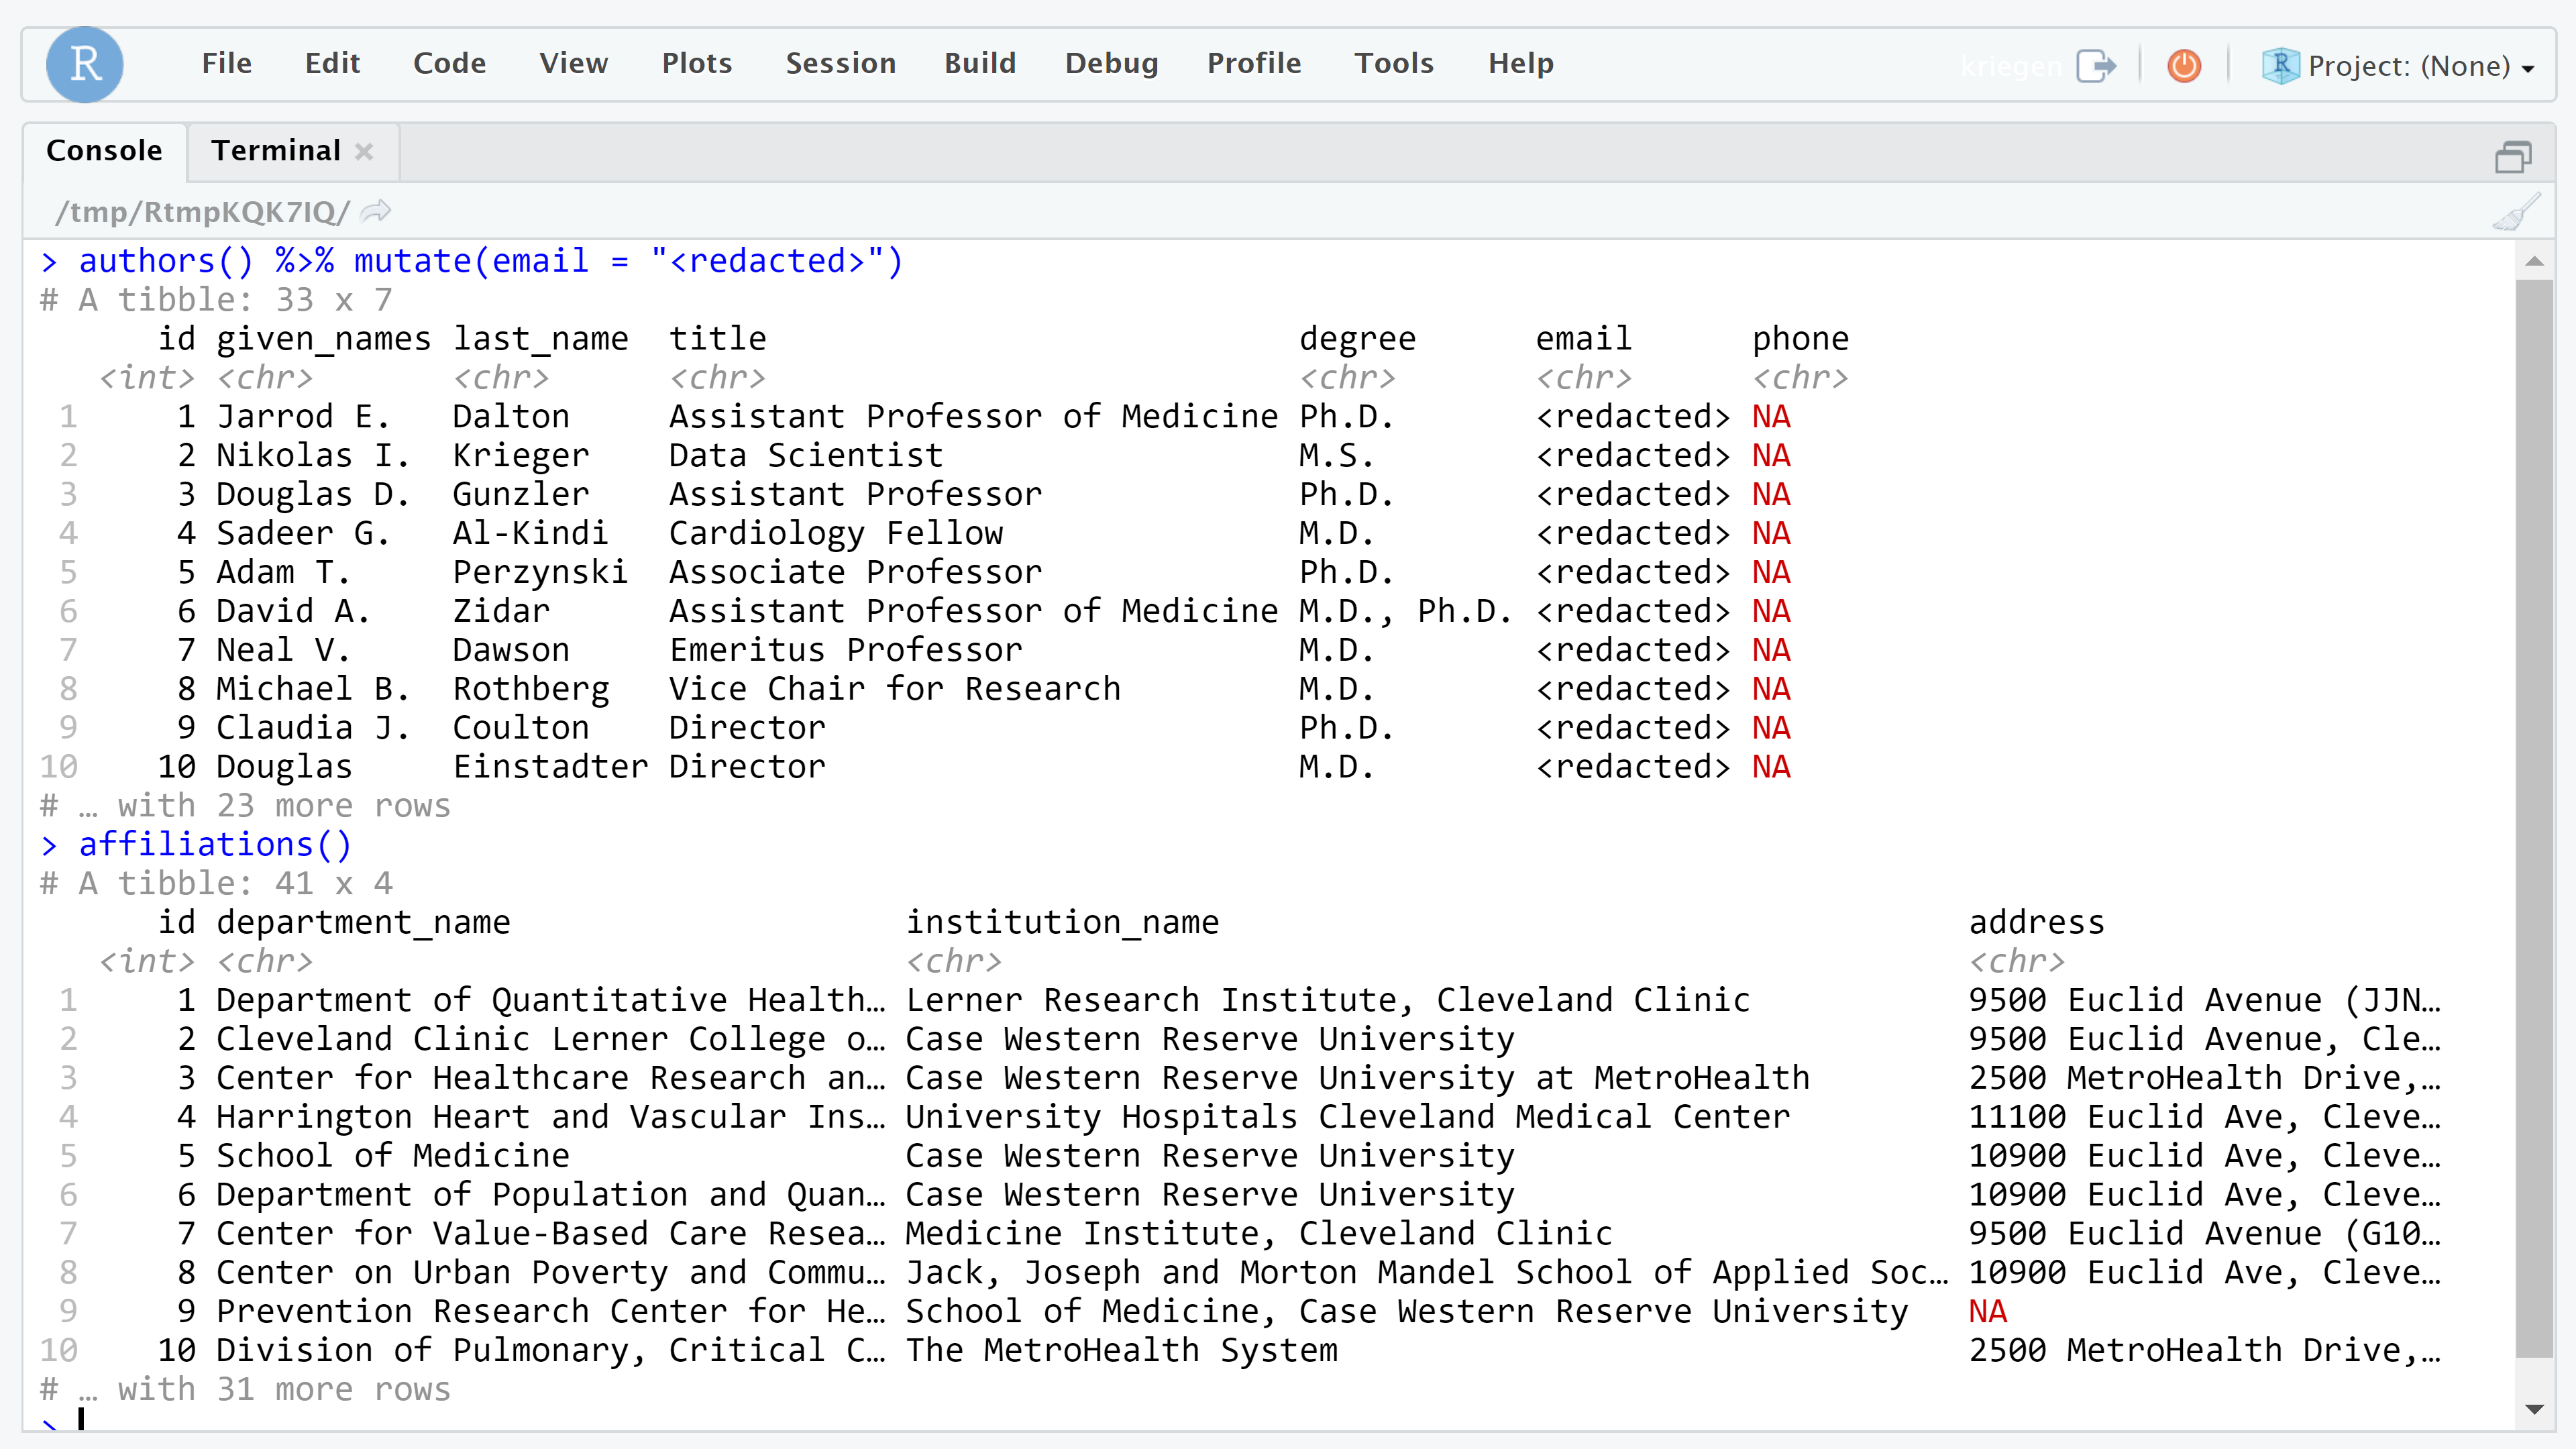 R File Edit Code View Plots Session Build Debug Profile Tools Help kriegen R Project: (None)
Console Terminal
/tmp/RtmpKQK7IQ/
> authors() %>% mutate(email = "<redacted>")
# A tibble: 33 x 7
id given_names last_name title degree email phone
<int> <chr> <chr> <chr> <chr> <chr> <chr>
1 1 Jarrod E. Dalton Assistant Professor of Medicine Ph.D. <redacted> NA
2 2 Nikolas I. Krieger Data Scientist M.S. <redacted> NA
3 3 Douglas D. Gunzler Assistant Professor Ph.D. <redacted> NA
4 4 Sadeer G. Al-Kindi Cardiology Fellow M.D. <redacted> NA
5 5 Adam T. Perzynski Associate Professor Ph.D. <redacted> NA
6 6 David A. Zidar Assistant Professor of Medicine M.D., Ph.D. <redacted> NA
7 7 Neal V. Dawson Emeritus Professor M.D. <redacted> NA
8 8 Michael B. Rothberg Vice Chair for Research M.D. <redacted> NA
9 9 Claudia J. Coulton Director Ph.D. <redacted> NA
10 10 Douglas Einstadter Director M.D. <redacted> NA
# … with 23 more rows
> affiliations()
# A tibble: 41 x 4
id department_name institution_name address
<int> <chr> <chr> <chr>
1 1 Department of Quantitative Health… Lerner Research Institute, Cleveland Clinic 9500 Euclid Avenue (JJN…
2 2 Cleveland Clinic Lerner College o… Case Western Reserve University 9500 Euclid Avenue, Cle…
3 3 Center for Healthcare Research an… Case Western Reserve University at MetroHealth 2500 MetroHealth Drive,…
4 4 Harrington Heart and Vascular Ins… University Hospitals Cleveland Medical Center 11100 Euclid Ave, Cleve…
5 5 School of Medicine Case Western Reserve University 10900 Euclid Ave, Cleve…
6 6 Department of Population and Quan… Case Western Reserve University 10900 Euclid Ave, Cleve…
7 7 Center for Value-Based Care Resea… Medicine Institute, Cleveland Clinic 9500 Euclid Avenue (G10…
8 8 Center on Urban Poverty and Commu… Jack, Joseph and Morton Mandel School of Applied Soc… 10900 Euclid Ave, Cleve…
9 9 Prevention Research Center for He… School of Medicine, Case Western Reserve University NA
10 10 Division of Pulmonary, Critical C… The MetroHealth System 2500 MetroHealth Drive,…
# … with 31 more rows
>